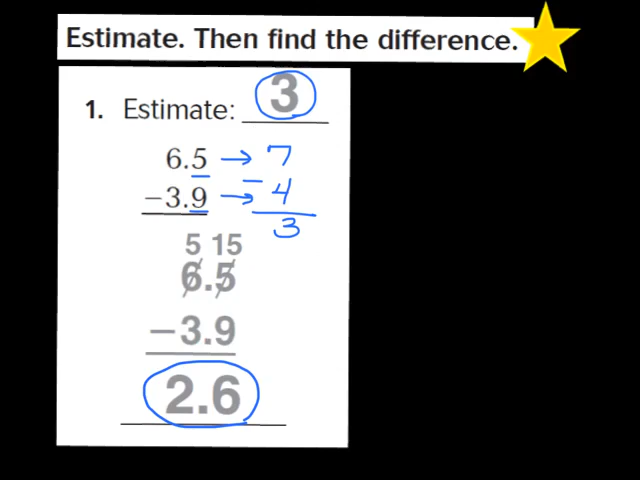 Estimate. Then find the difference.
1. Estimate: 3
6.5 → 7
−3.9 → − 4
3
5 15
6.5
−3.9
2.6